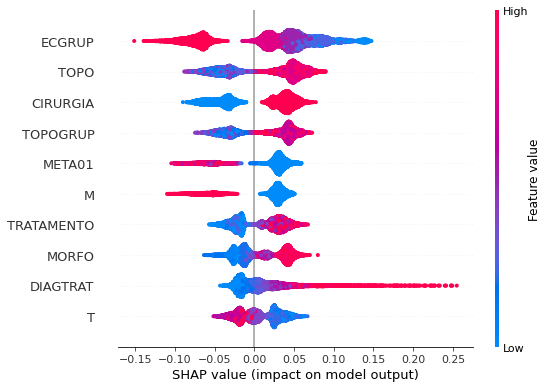 High
ECGRUP
TOPO
CIRURGIA
TOPOGRUP
META01
M
TRATAMENTO
MORFO
DIAGTRAT
T
Feature value
Low
−0.15 −0.10 −0.05 0.00 0.05 0.10 0.15 0.20 0.25
SHAP value (impact on model output)